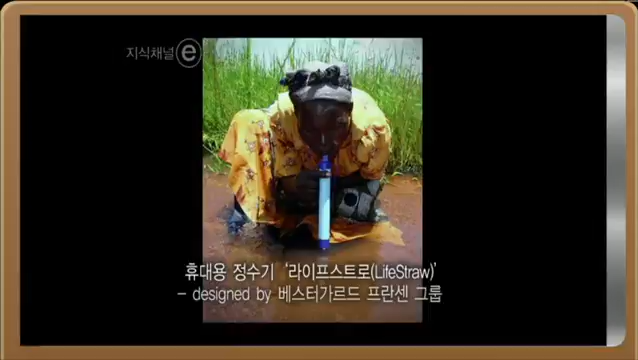 지식채널 e
휴대용 정수기 ‘라이프스트로(LifeStraw)’
- designed by 베스터가르드 프란센 그룹